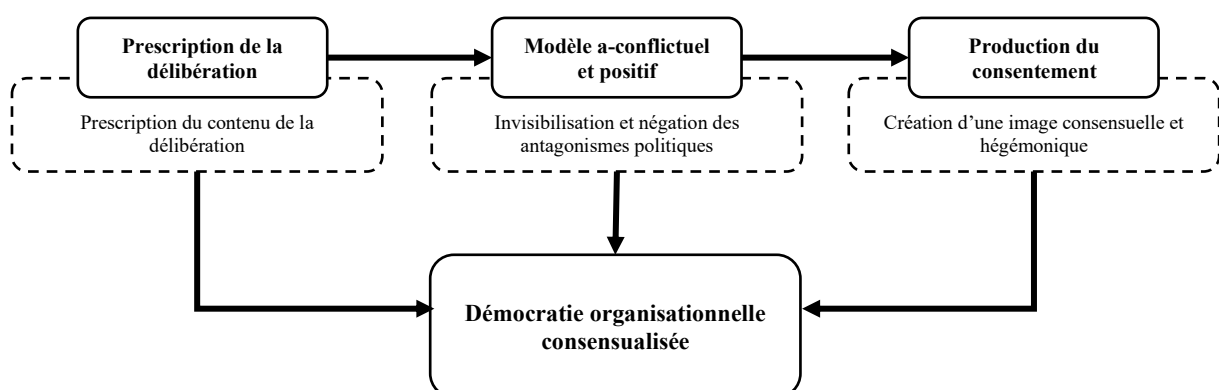 Prescription de la
délibération
Prescription du contenu de la
délibération
Modèle a-conflictuel
et positif
Invisibilisation et négation des
antagonismes politiques
Production du
consentement
Création d’une image consensuelle et
hégémonique
Démocratie organisationnelle
consensualisée